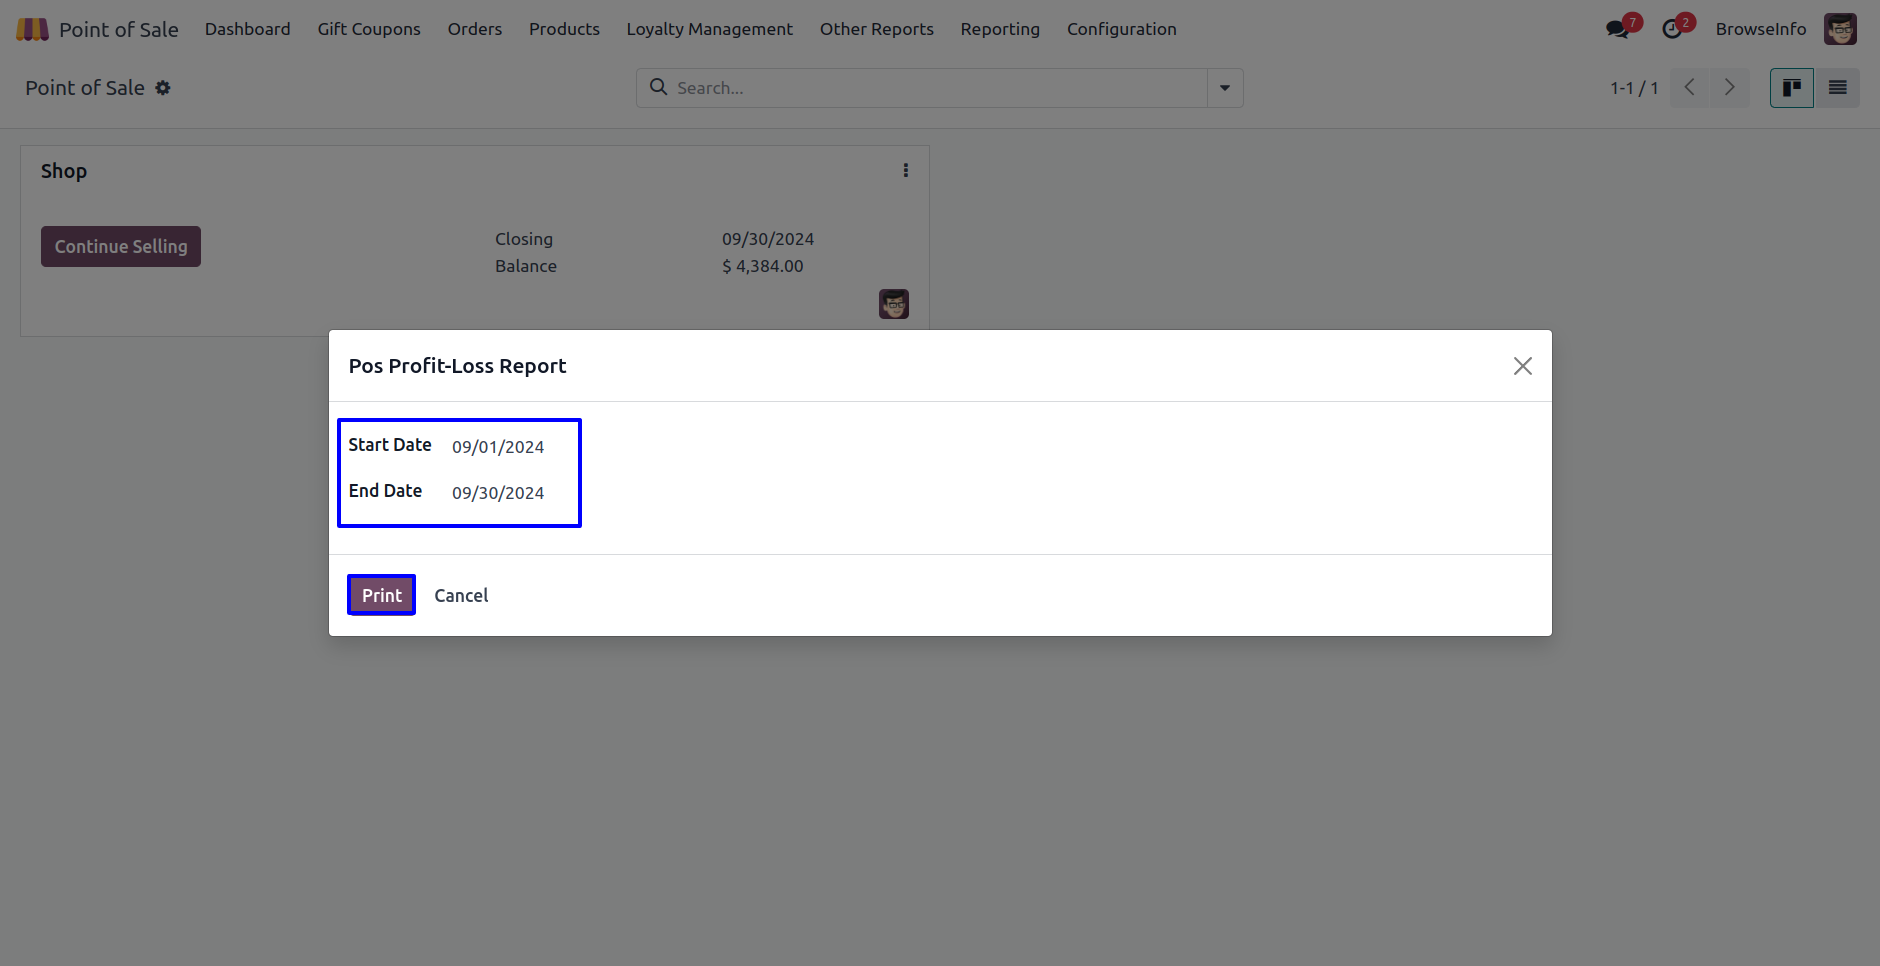 Point of Sale Dashboard Gift Coupons Orders Products Loyalty Management Other Reports Reporting Configuration 7 2 BrowseInfo
Point of Sale Search... 1-1 / 1
Shop
Continue Selling Closing 09/30/2024
Balance $ 4,384.00
Pos Profit-Loss Report
Start Date 09/01/2024
End Date 09/30/2024
Print Cancel